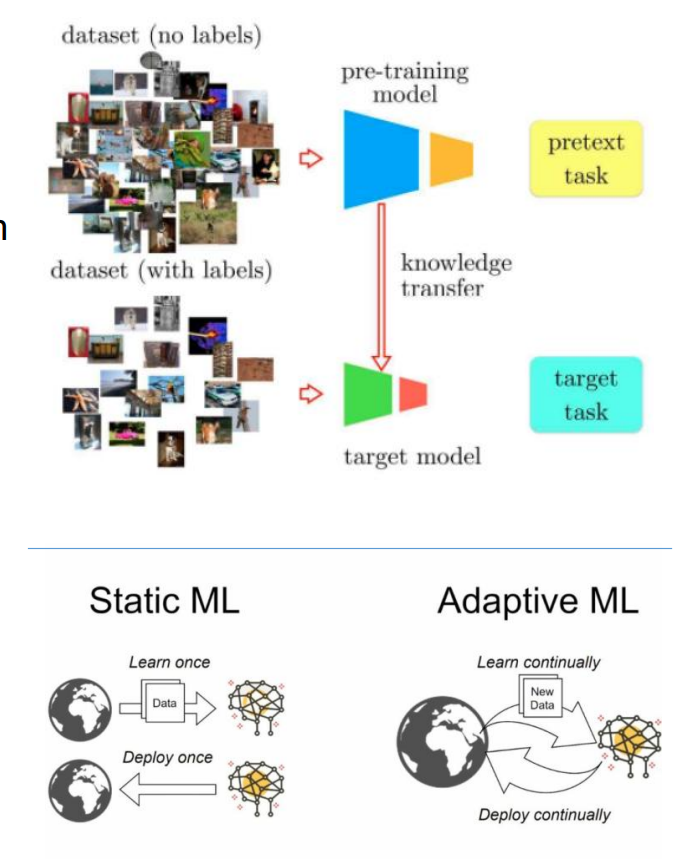 dataset (no labels)
pre-training
model
pretext
task
n
dataset (with labels)
knowledge
transfer
target
task
target model
Static ML
Adaptive ML
Learn once
Data
Deploy once
Learn continually
New
Data
Deploy continually